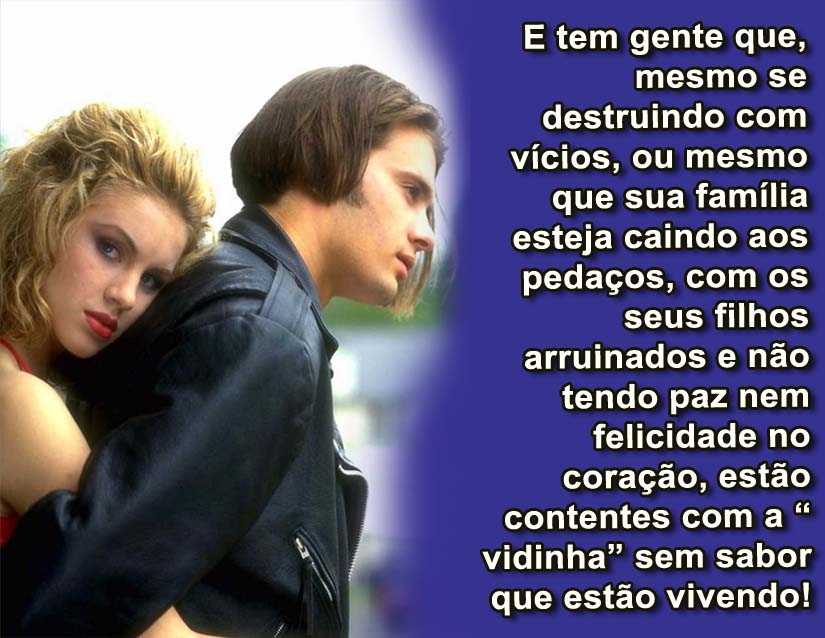 E tem gente que,
mesmo se
destruindo com
vícios, ou mesmo
que sua família
esteja caindo aos
pedaços, com os
seus filhos
arruinados e não
tendo paz nem
felicidade no
coração, estão
contentes com a “
vidinha” sem sabor
que estão vivendo!